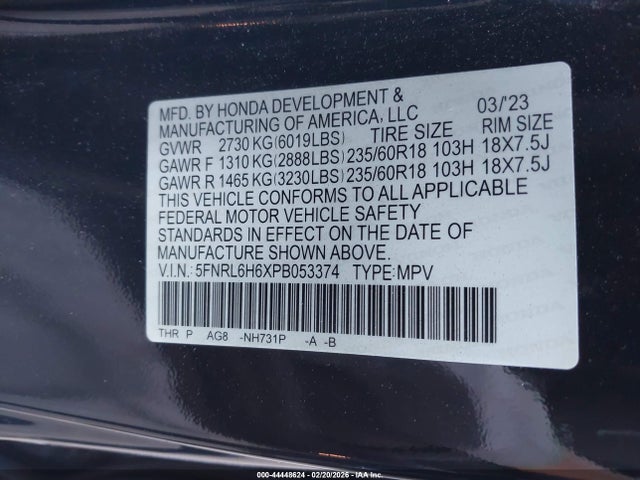 MFD. BY HONDA DEVELOPMENT & 03/'23
MANUFACTURING OF AMERICA, LLC
GVWR 2730 KG(6019LBS) TIRE SIZE RIM SIZE
GAWR F 1310 KG(2888LBS) 235/60R18 103H 18X7.5J
GAWR R 1465 KG(3230LBS) 235/60R18 103H 18X7.5J
THIS VEHICLE CONFORMS TO ALL APPLICABLE
FEDERAL MOTOR VEHICLE SAFETY
STANDARDS IN EFFECT ON THE DATE OF
MANUFACTURE SHOWN ABOVE.
V.I.N.: 5FNRL6H6XPB053374 TYPE:MPV
THR P AG8 -NH731P -A -B
000-44448624 - 02/20/2026 - IAA Inc.